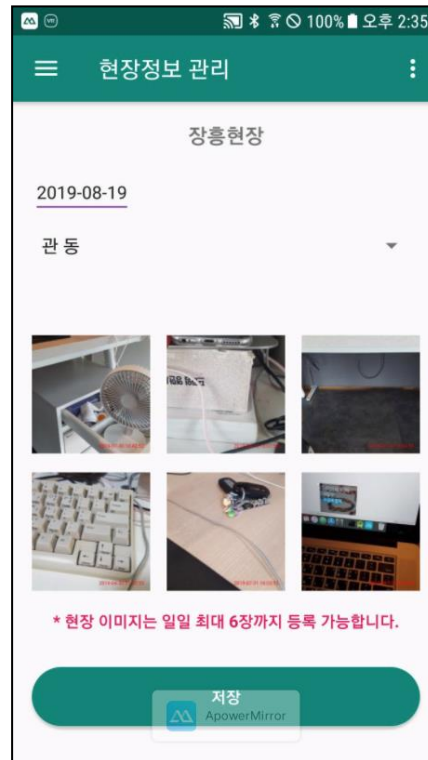 100% 오후 2:35
현장정보 관리
장흥현장
2019-08-19
관 동
* 현장 이미지는 일일 최대 6장까지 등록 가능합니다.
저장
ApowerMirror